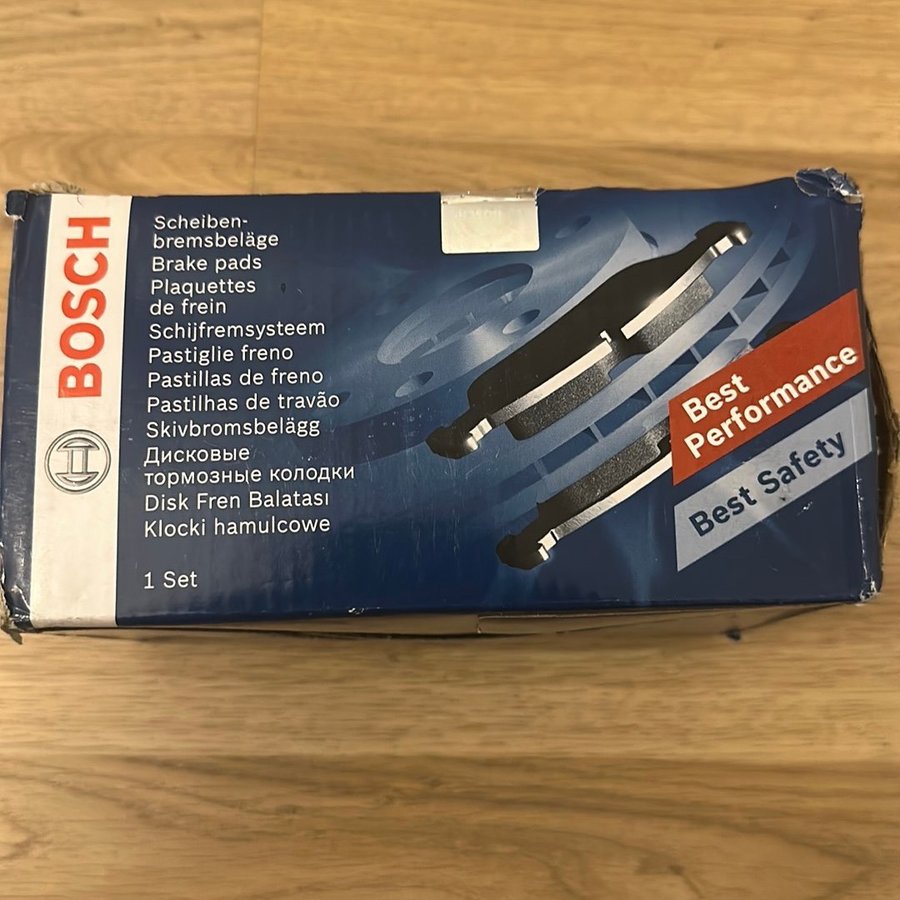 BOSCH
Scheiben-
bremsbeläge
Brake pads
Plaquettes
de frein
Schijfremsysteem
Pastiglie freno
Pastillas de freno
Pastilhas de travão
Skivbromsbelägg
Дисковые
тормозные колодки
Disk Fren Balatası
Klocki hamulcowe
1 Set
Best
Performance
Best Safety